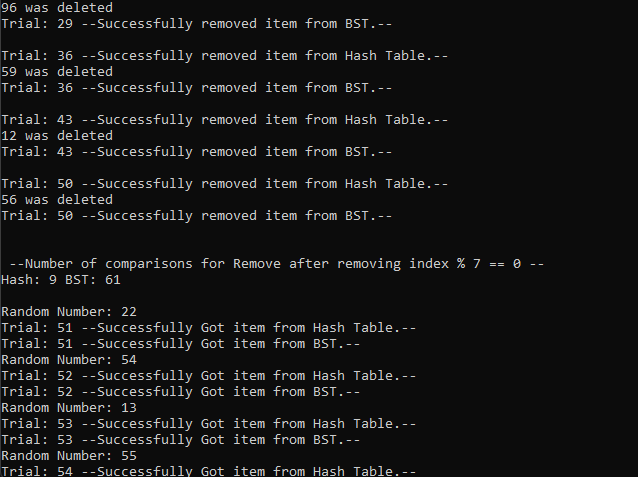 96 was deleted
Trial: 29 --Successfully removed item from BST.--
Trial: 36 --Successfully removed item from Hash Table.--
59 was deleted
Trial: 36 --Successfully removed item from BST.--
Trial: 43 --Successfully removed item from Hash Table.--
12 was deleted
Trial: 43 --Successfully removed item from BST.--
Trial: 50 --Successfully removed item from Hash Table.--
56 was deleted
Trial: 50 --Successfully removed item from BST.--
--Number of comparisons for Remove after removing index % 7 == 0 --
Hash: 9 BST: 61
Random Number: 22
Trial: 51 --Successfully Got item from Hash Table.--
Trial: 51 --Successfully Got item from BST.--
Random Number: 54
Trial: 52 --Successfully Got item from Hash Table.--
Trial: 52 --Successfully Got item from BST.--
Random Number: 13
Trial: 53 --Successfully Got item from Hash Table.--
Trial: 53 --Successfully Got item from BST.--
Random Number: 55
Trial: 54 --Successfully Got item from Hash Table.--